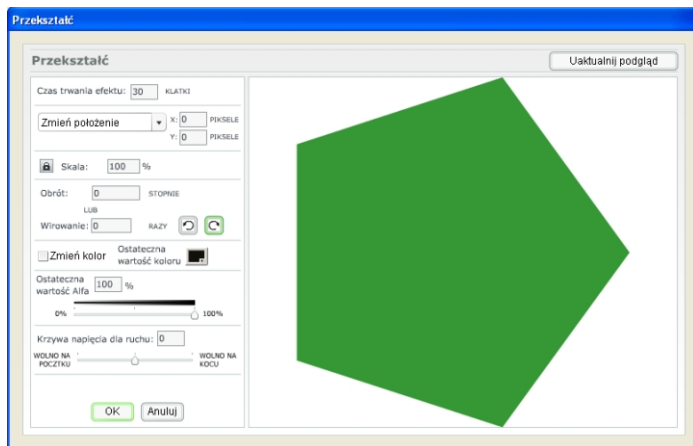 Przekształć
Przekształć
Uaktualnij podgląd
Czas trwania efektu: 30 KLATKI
Zmień położenie X: 0 PIKSELE
Y: 0 PIKSELE
Skala: 100 %
Obrót: 0 STOPNIE
LUB
Wirowanie: 0 RAZY
Zmień kolor
Ostateczna
wartość koloru
Ostateczna
wartość Alfa 100 %
0% 100%
Krzywa napięcia dla ruchu: 0
WOLNO NA
POCZTKU
WOLNO NA
KOCU
OK Anuluj